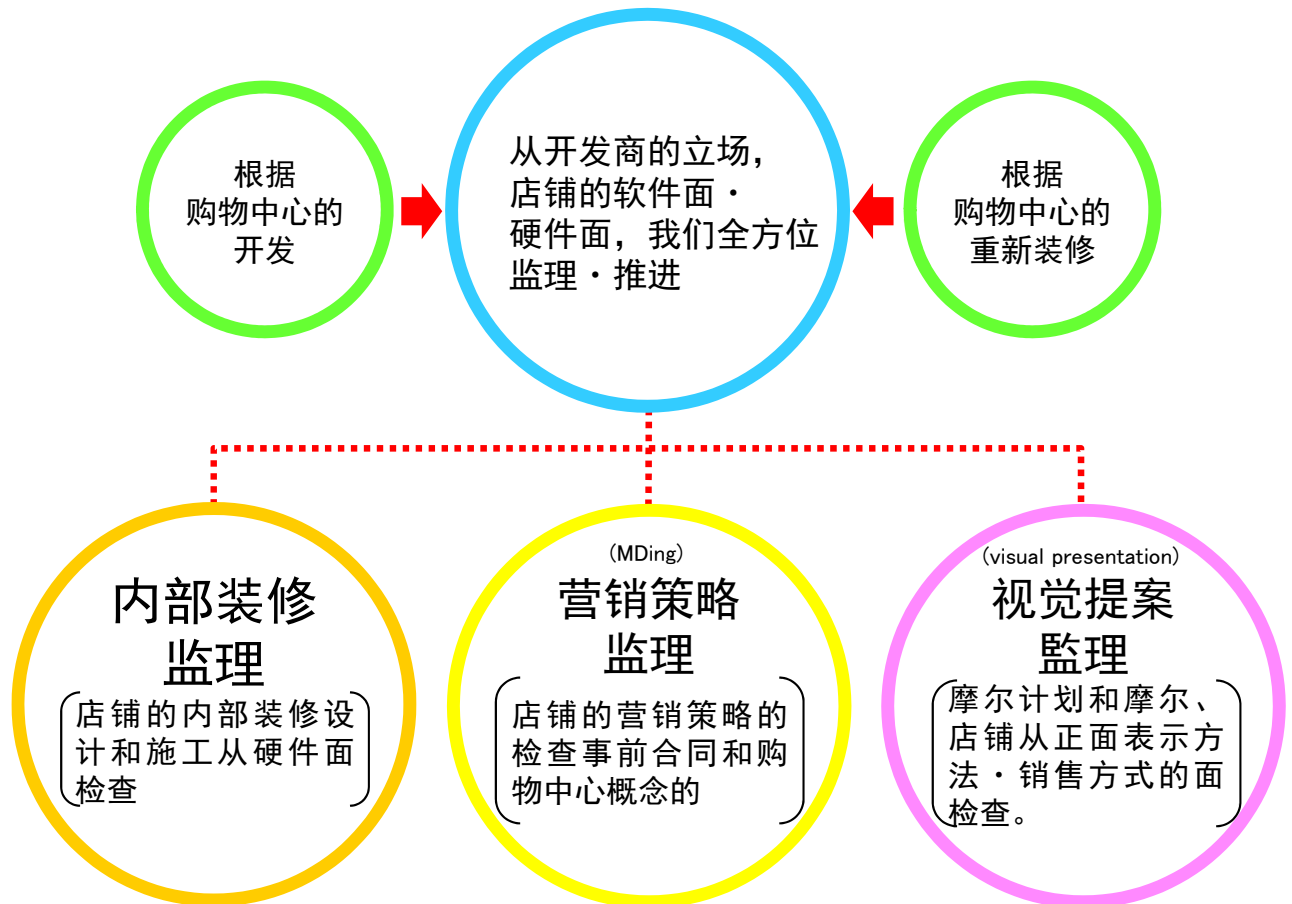 根据
购物中心的
开发
从开发商的立场，
店铺的软件面・
硬件面，我们全方位
监理・推进
根据
购物中心的
重新装修
内部装修
监理
店铺的内部装修设
计和施工从硬件面
检查
(MDing)
营销策略
监理
店铺的营销策略的
检查事前合同和购
物中心概念的
(visual presentation)
视觉提案
監理
摩尔计划和摩尔、
店铺从正面表示方
法・销售方式的面
检查。